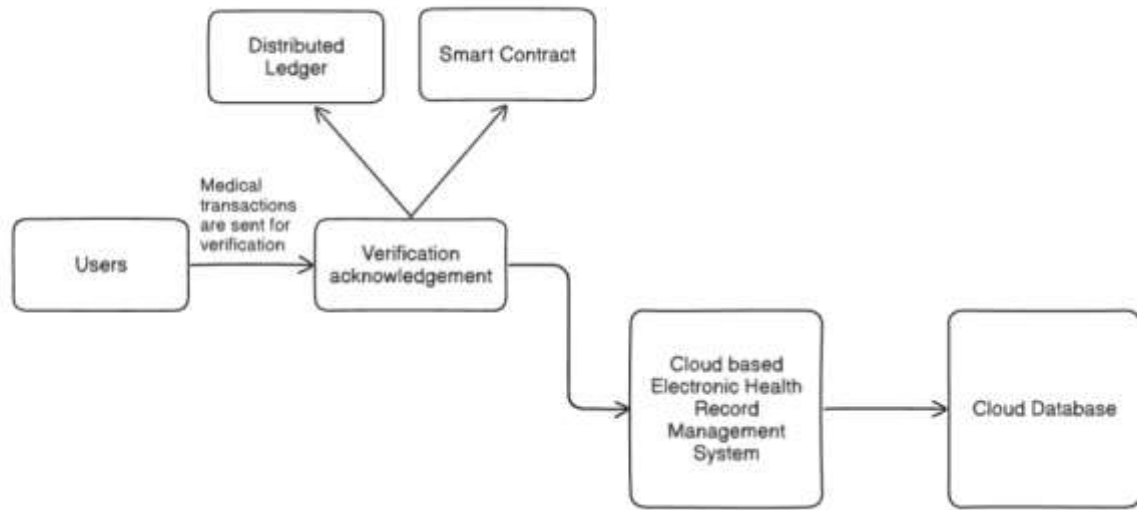 Distributed
Ledger
Smart Contract
Medical
transactions
are sent for
verification
Users
Verification
acknowledgement
Cloud based
Electronic Health
Record
Management
System
Cloud Database